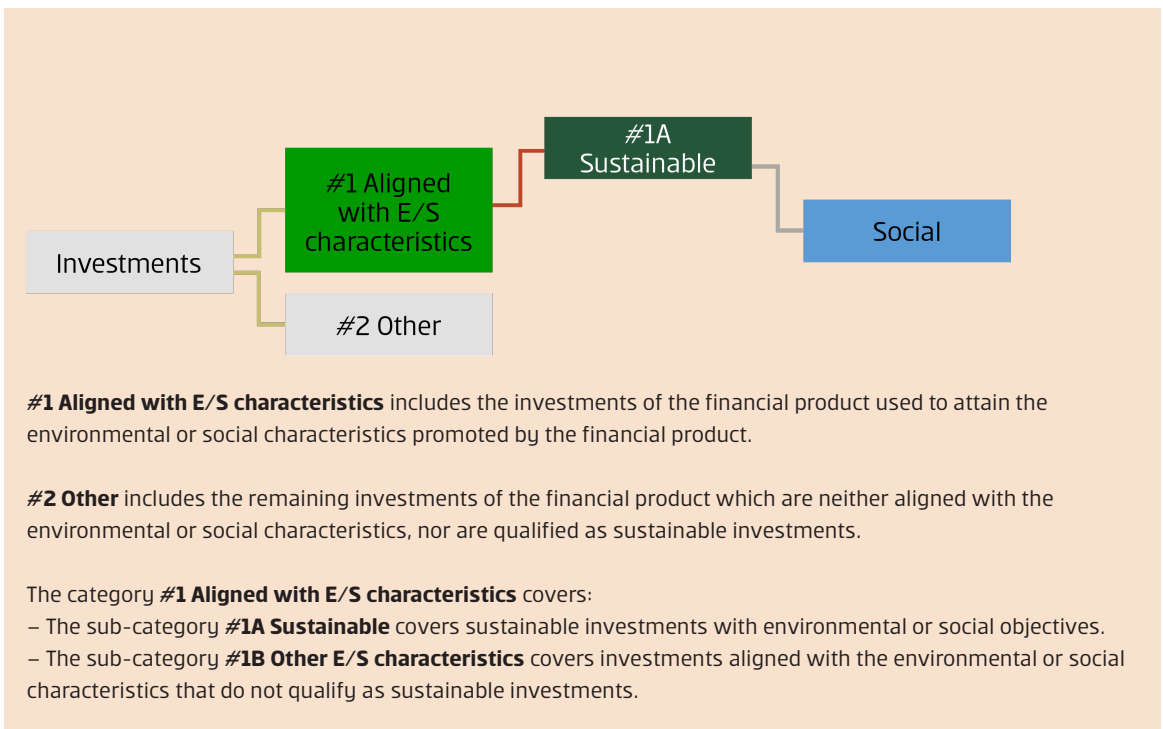 #1A
Sustainable
#1 Aligned
with E/S
characteristics
Social
Investments
#2 Other
#1 Aligned with E/S characteristics includes the investments of the financial product used to attain the
environmental or social characteristics promoted by the financial product.
#2 Other includes the remaining investments of the financial product which are neither aligned with the
environmental or social characteristics, nor are qualified as sustainable investments.
The category #1 Aligned with E/S characteristics covers:
– The sub-category #1A Sustainable covers sustainable investments with environmental or social objectives.
– The sub-category #1B Other E/S characteristics covers investments aligned with the environmental or social
characteristics that do not qualify as sustainable investments.